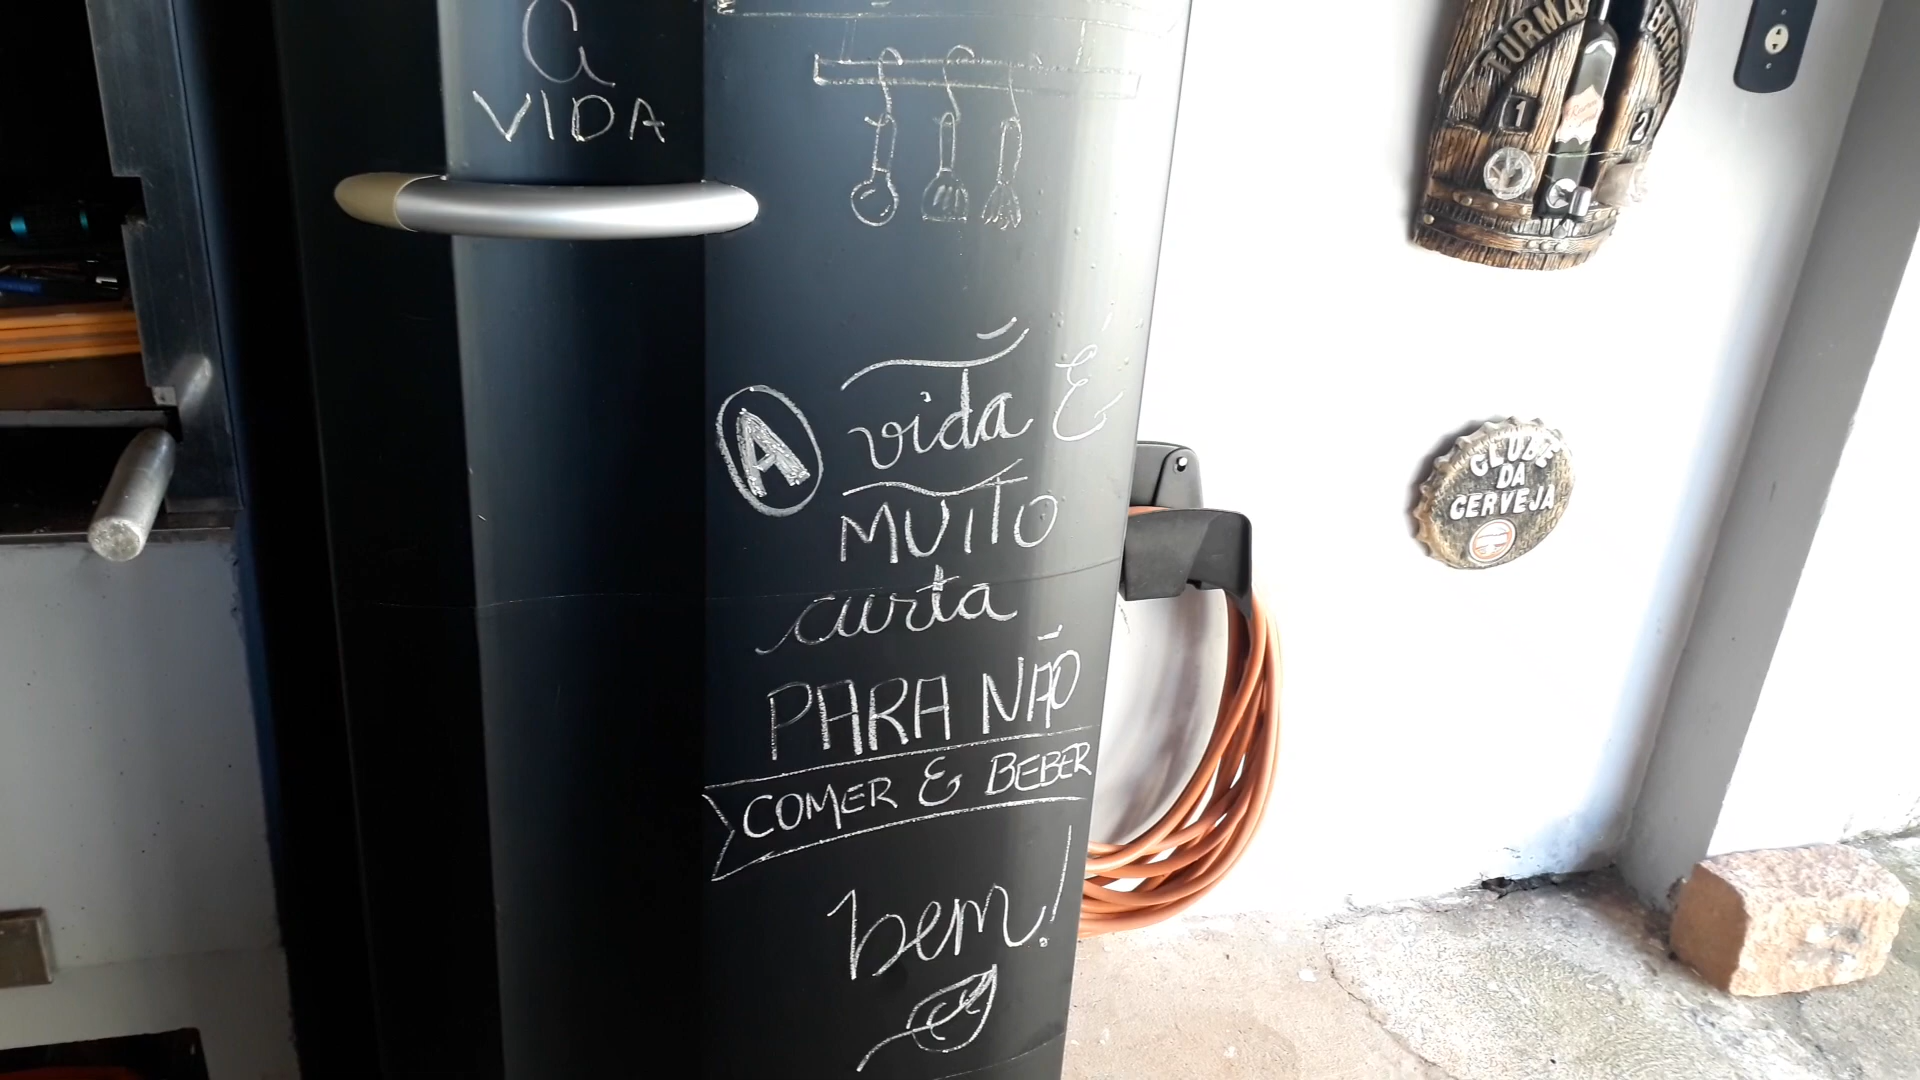 a
VIDA
A vida É
MUITO
curta
PARA NÃO
COMER & BEBER
bem!
TURMA
BARRIL
1
2
CLUBE
DA
CERVEJA